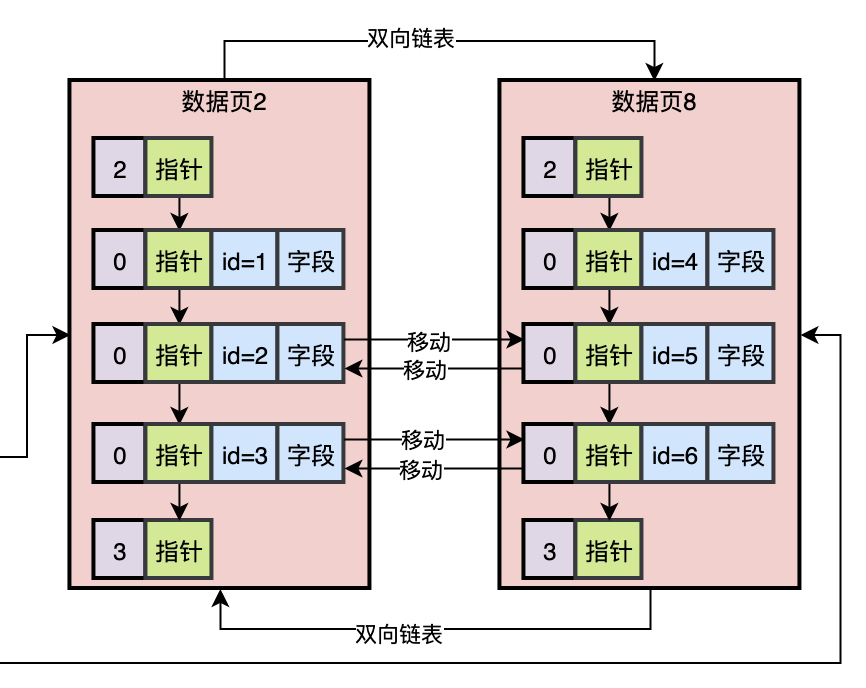 双向链表
数据页2
数据页8
2 指针
2 指针
0 指针 id=1 字段
0 指针 id=4 字段
0 指针 id=2 字段
移动
移动
0 指针 id=5 字段
0 指针 id=3 字段
移动
移动
0 指针 id=6 字段
3 指针
3 指针
双向链表